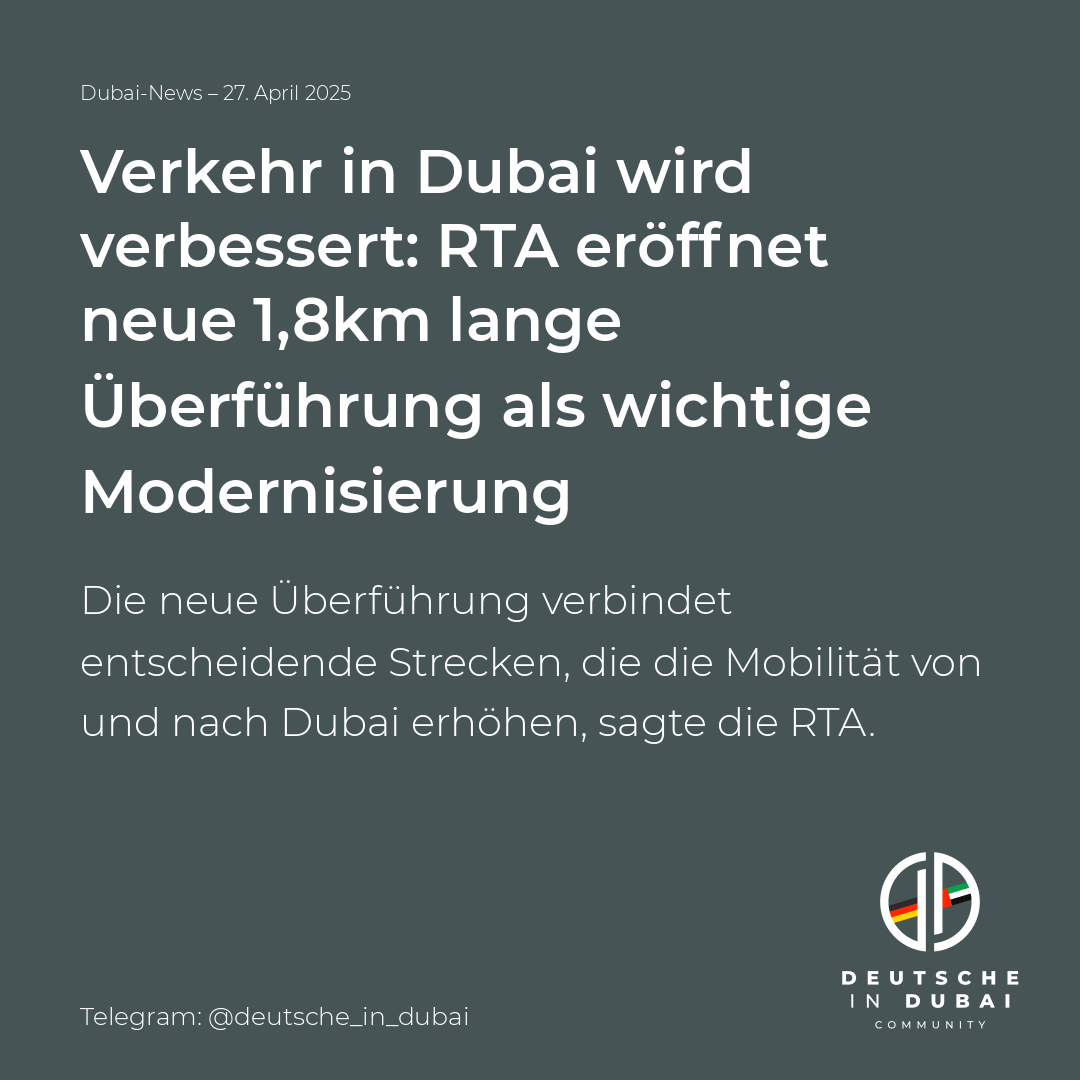 Dubai-News – 27. April 2025
Verkehr in Dubai wird
verbessert: RTA eröffnet
neue 1,8km lange
Überführung als wichtige
Modernisierung
Die neue Überführung verbindet
entscheidende Strecken, die die Mobilität von
und nach Dubai erhöhen, sagte die RTA.
DEUTSCHE
IN DUBAI
COMMUNITY
Telegram: @deutsche_in_dubai